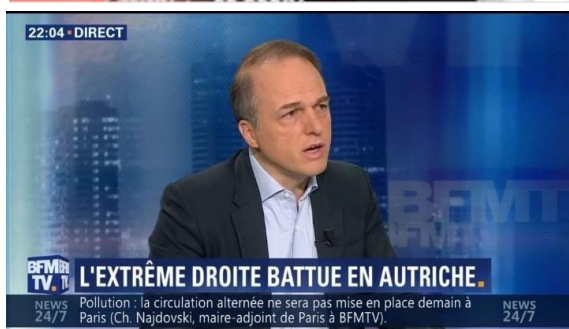 22:04 • DIRECT
BFMTV
BFM
BFM
TV.
L'EXTRÊME DROITE BATTUE EN AUTRICHE.
NEWS
24/7
Pollution : la circulation alternée ne sera pas mise en place demain à
Paris (Ch. Najdovski, maire-adjoint de Paris à BFMTV).
NEWS
24/7